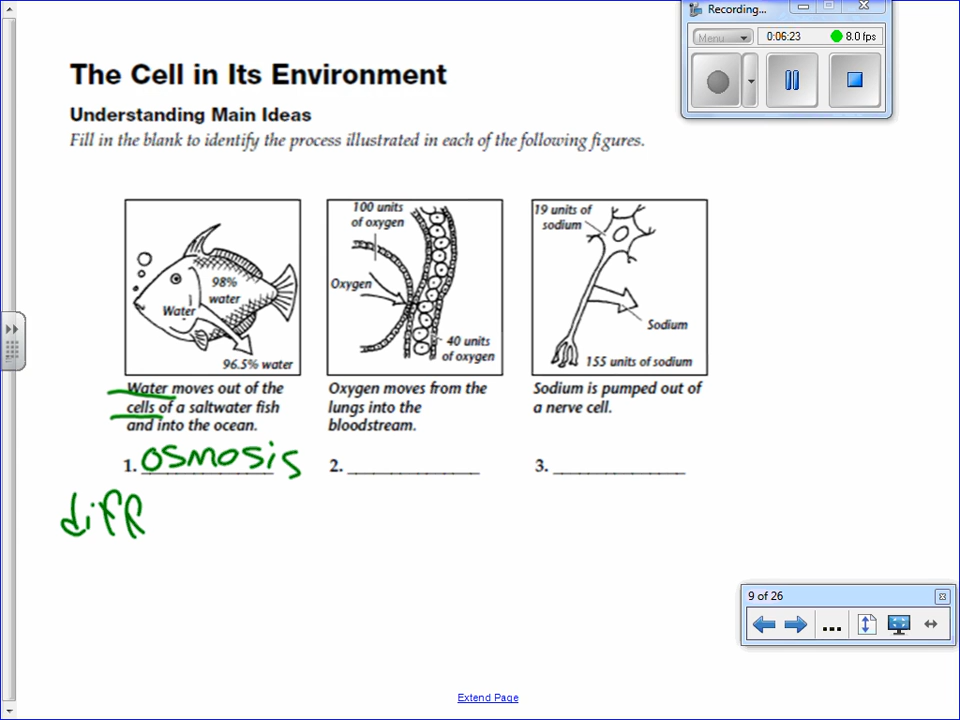 Recording...
Menu
0:06:23
8.0 fps
The Cell in Its Environment
Understanding Main Ideas
Fill in the blank to identify the process illustrated in each of the following figures.
98%
water
Water
96.5% water
100 units
of oxygen
Oxygen
40 units
of oxygen
19 units of
sodium
Sodium
155 units of sodium
Water moves out of the
cells of a saltwater fish
and into the ocean.
Oxygen moves from the
lungs into the
bloodstream.
Sodium is pumped out of
a nerve cell.
1. osmosis
2. ______________
3. ______________
diff
9 of 26
...
Extend Page